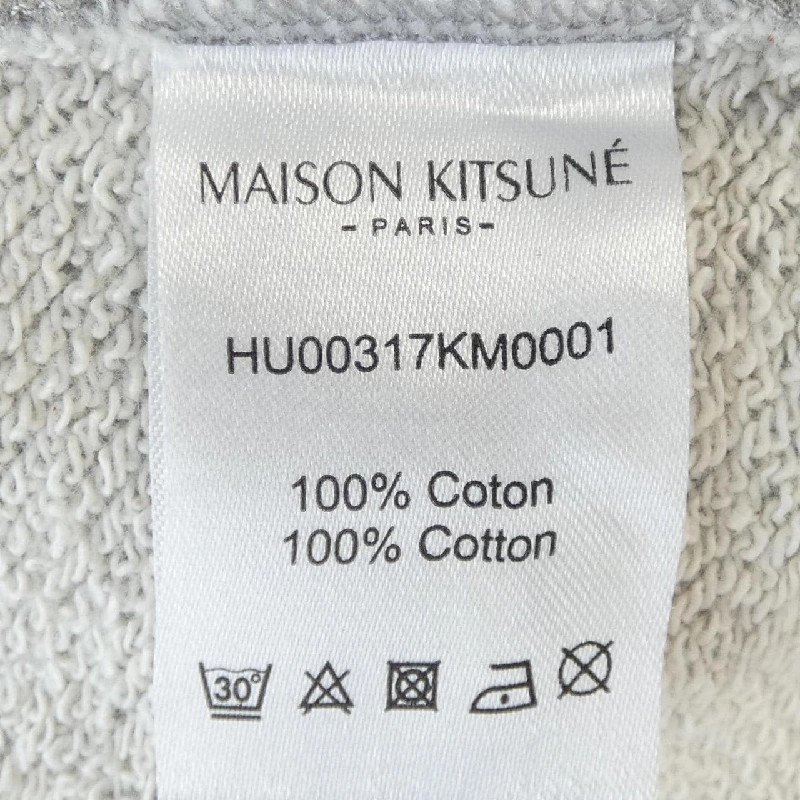 MAISON KITSUNÉ
- PARIS -
HU00317KM0001
100% Coton
100% Cotton
30°